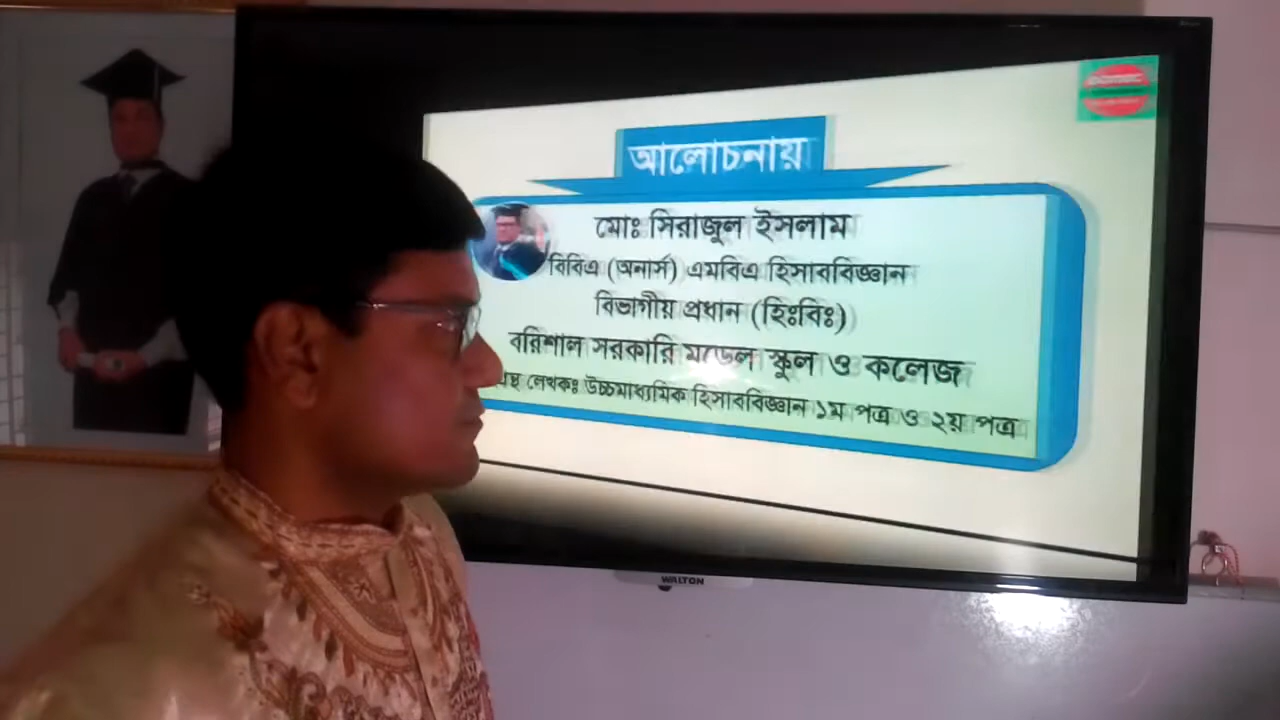 আলোচনায়
মোঃ সিরাজুল ইসলাম
বিবিএ (অনার্স) এমবিএ হিসাববিজ্ঞান
বিভাগীয় প্রধান (হিঃবিঃ)
বরিশাল সরকারি মডেল স্কুল ও কলেজ
লেখকঃ উচ্চমাধ্যমিক হিসাববিজ্ঞান ১ম পত্র ও ২য় পত্র
WALTON